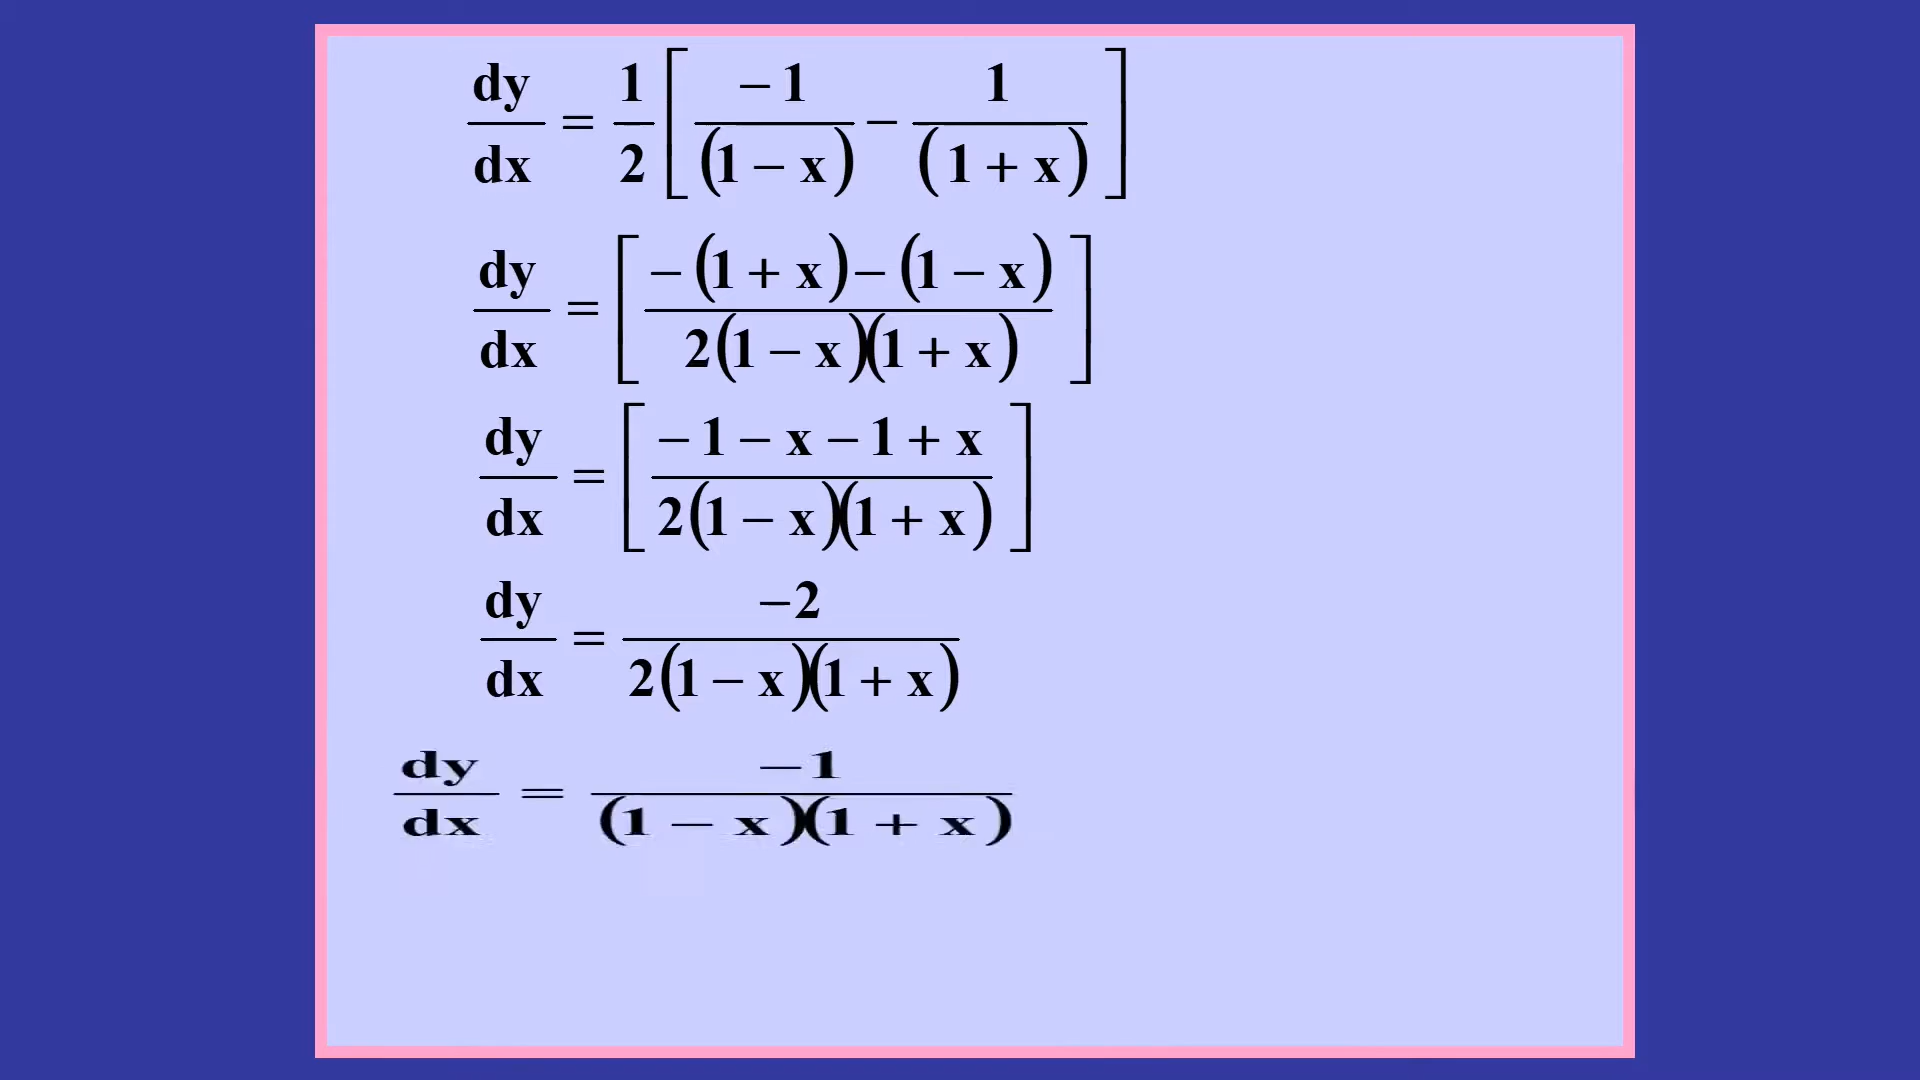 dy/dx = 1/2 [ −1/(1 − x) − 1/(1 + x) ]
dy/dx = [ −(1 + x) − (1 − x) / 2(1 − x)(1 + x) ]
dy/dx = [ −1 − x − 1 + x / 2(1 − x)(1 + x) ]
dy/dx = −2 / 2(1 − x)(1 + x)
dy/dx = −1 / (1 − x)(1 + x)